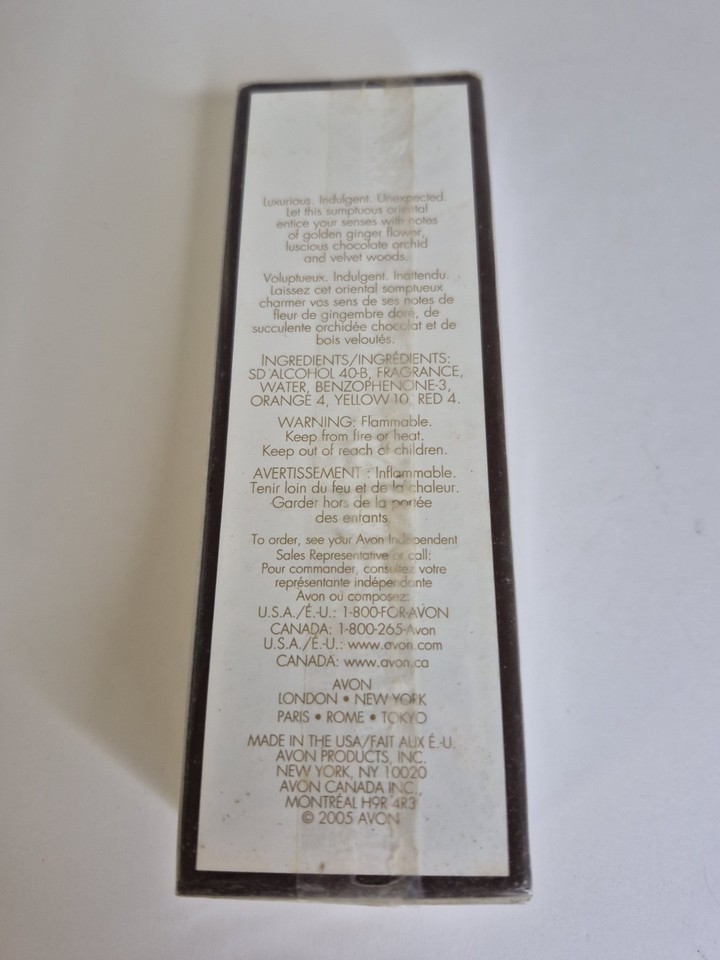 Luxurious. Indulgent. Unexpected.
Let this sumptuous oriental
entice your senses with notes
of golden ginger flower,
luscious chocolate orchid
and velvet woods.
Voluptueux. Indulgent. Inattendu.
Laissez cet oriental somptueux
charmer vos sens de ses notes de
fleur de gingembre doré, de
succulente orchidée chocolat et de
bois veloutés.
INGREDIENTS/INGRÉDIENTS:
SD ALCOHOL 40-B, FRAGRANCE,
WATER, BENZOPHENONE-3,
ORANGE 4, YELLOW 10, RED 4.
WARNING: Flammable.
Keep from fire or heat.
Keep out of reach of children.
AVERTISSEMENT : Inflammable.
Tenir loin du feu et de la chaleur.
Garder hors de la portée
des enfants.
To order, see your Avon Independent
Sales Representative or call:
Pour commander, consultez votre
représentante indépendante
Avon ou composez:
U.S.A./É.-U.: 1-800-FOR-AVON
CANADA: 1-800-265-Avon
U.S.A./É.-U.: www.avon.com
CANADA: www.avon.ca
AVON
LONDON • NEW YORK
PARIS • ROME • TOKYO
MADE IN THE USA/FAIT AUX É.-U.
AVON PRODUCTS, INC.
NEW YORK, NY 10020
AVON CANADA INC.,
MONTRÉAL H9R 4R3
© 2005 AVON